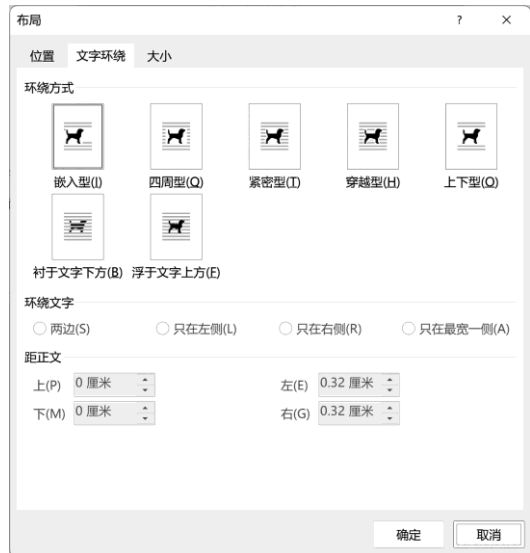 布局 ? ×
位置 文字环绕 大小
环绕方式
嵌入型(I) 四周型(Q) 紧密型(T) 穿越型(H) 上下型(O)
衬于文字下方(B) 浮于文字上方(F)
环绕文字
两边(S) 只在左侧(L) 只在右侧(R) 只在最宽一侧(A)
距正文
上(P) 0 厘米 左(E) 0.32 厘米
下(M) 0 厘米 右(G) 0.32 厘米
确定 取消